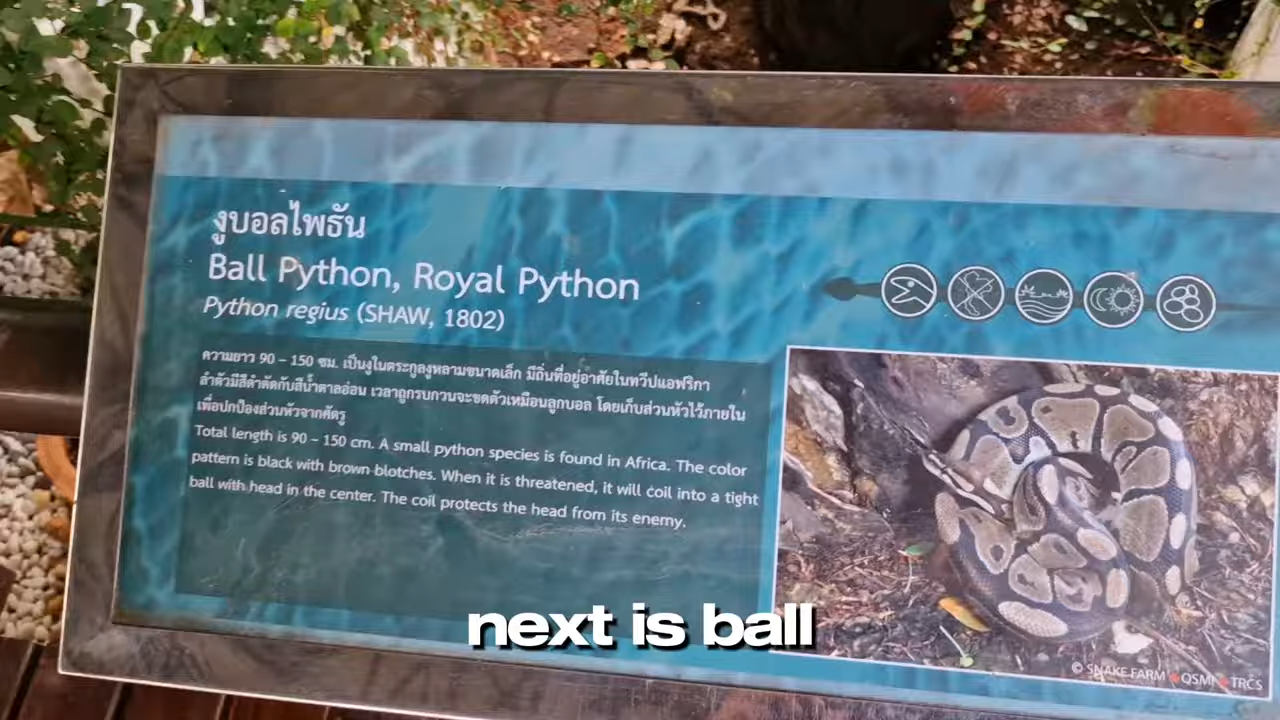 งูบอลไพธัน
Ball Python, Royal Python
Python regius (SHAW, 1802)
ความยาว 90 – 150 ซม. เป็นงูในตระกูลงูหลามขนาดเล็ก มีถิ่นที่อยู่อาศัยในทวีปแอฟริกา
ลำตัวมีสีดำตัดกับสีน้ำตาลอ่อน เวลาถูกรบกวนจะขดตัวเหมือนลูกบอล โดยเก็บส่วนหัวไว้ภายใน
เพื่อปกป้องส่วนหัวจากศัตรู
Total length is 90 – 150 cm. A small python species is found in Africa. The color
pattern is black with brown blotches. When it is threatened, it will coil into a tight
ball with head in the center. The coil protects the head from its enemy.
© SNAKE FARM QSMI TRCS
next is ball